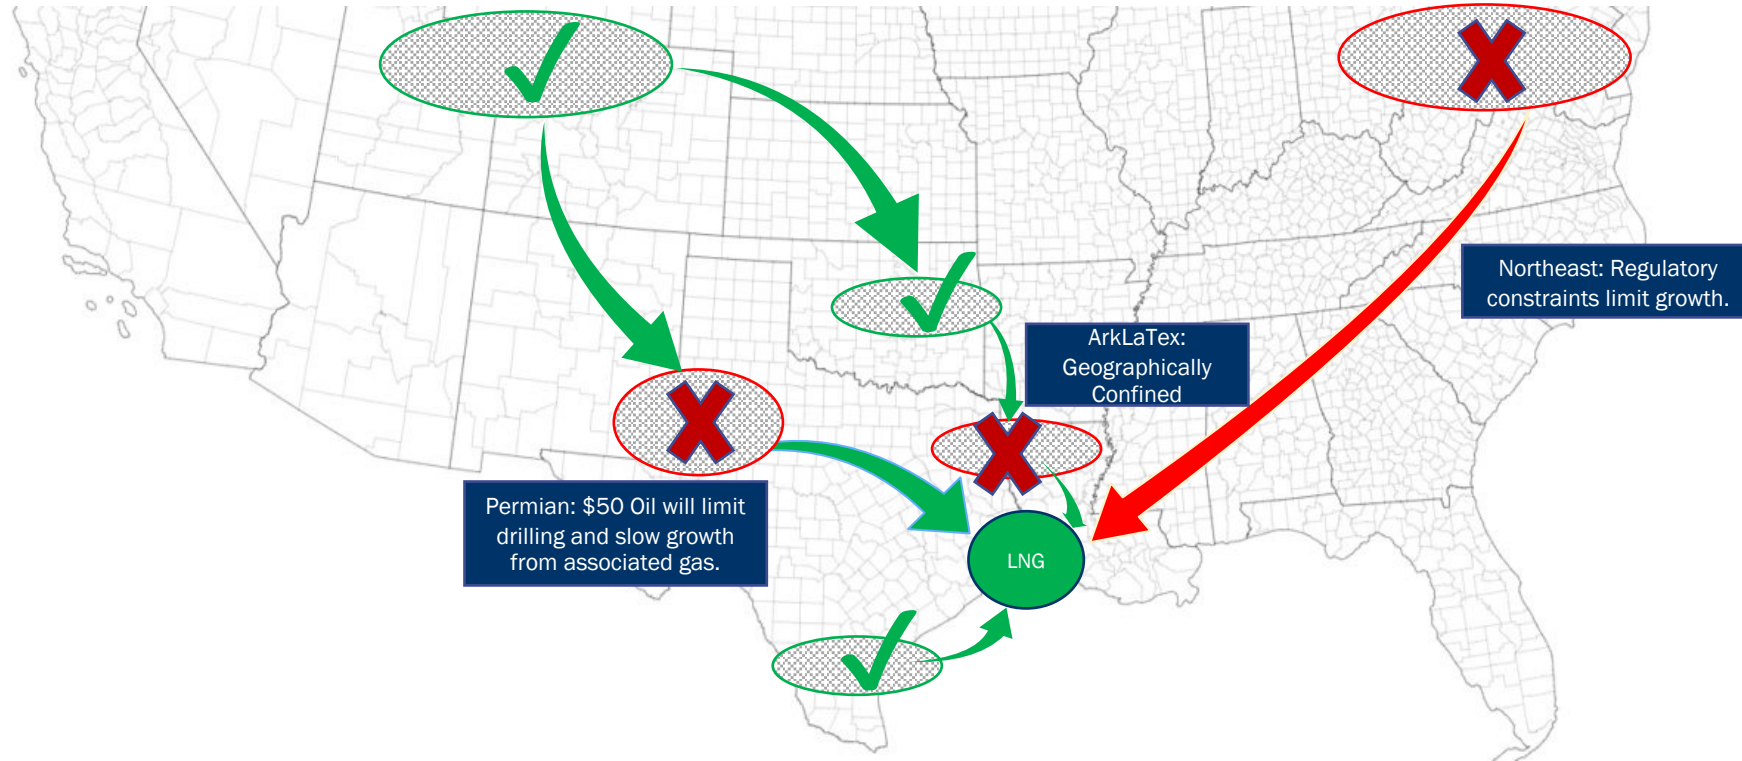 Northeast: Regulatory
constraints limit growth.
ArkLaTex:
Geographically
Confined
Permian: $50 Oil will limit
drilling and slow growth
from associated gas.
LNG